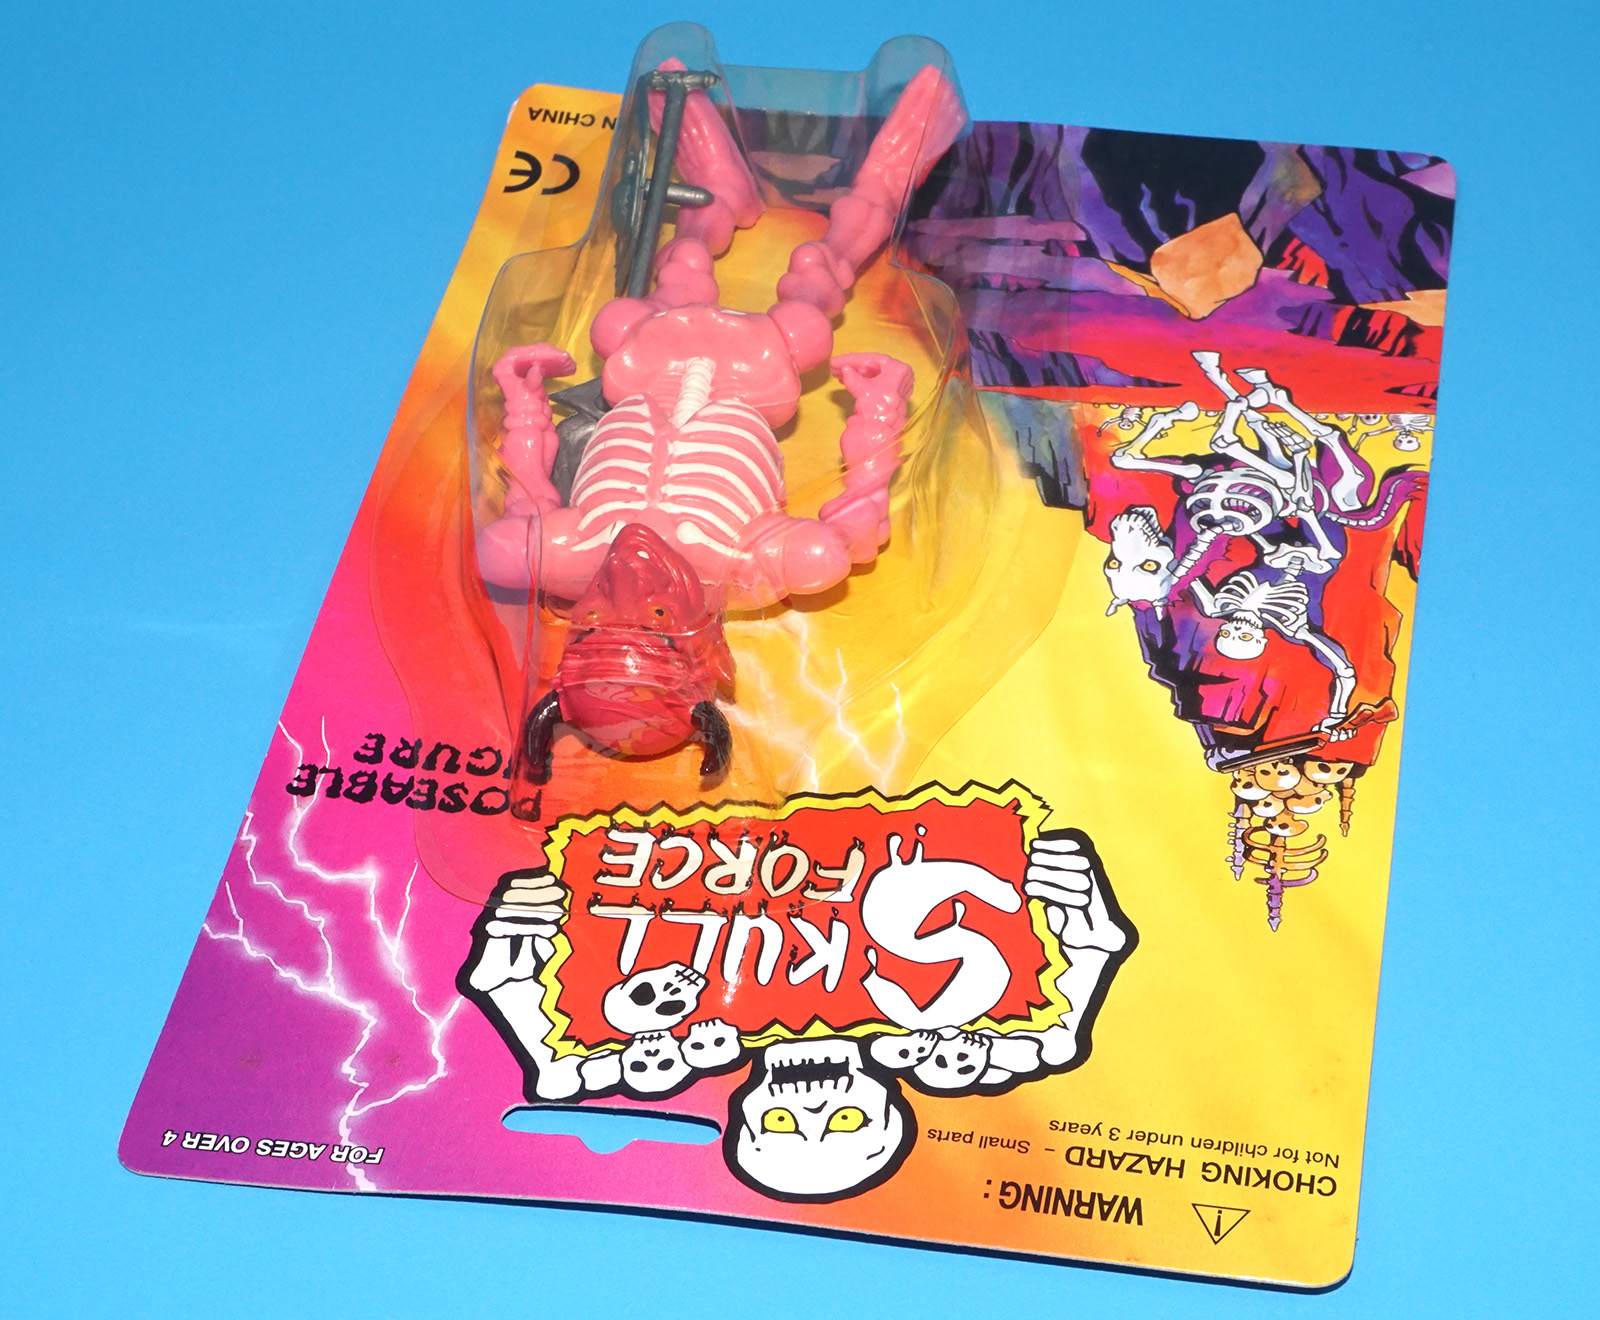 WARNING :
CHOKING HAZARD – Small parts
Not for children under 3 years
FOR AGES OVER 4
SKULL
FORCE
POSEABLE
FIGURE
CE
IN CHINA